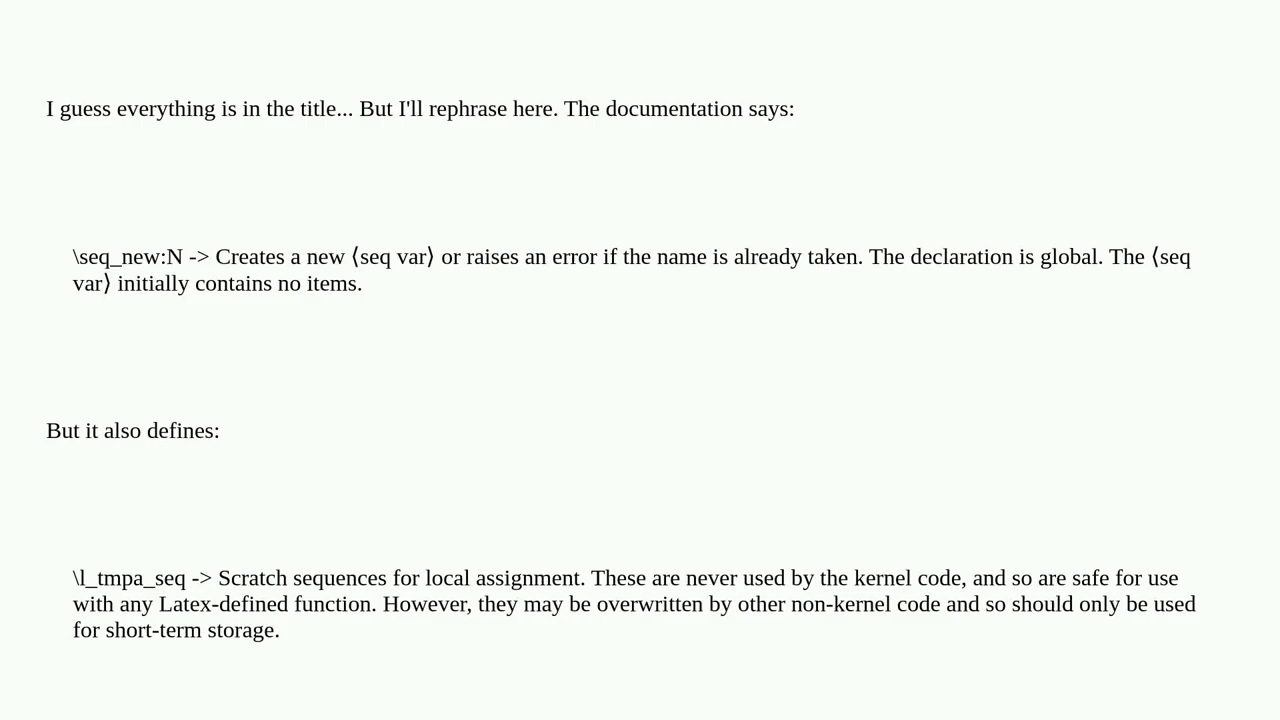 I guess everything is in the title... But I'll rephrase here. The documentation says:
\seq_new:N -> Creates a new ⟨seq var⟩ or raises an error if the name is already taken. The declaration is global. The ⟨seq
var⟩ initially contains no items.
But it also defines:
\l_tmpa_seq -> Scratch sequences for local assignment. These are never used by the kernel code, and so are safe for use
with any Latex-defined function. However, they may be overwritten by other non-kernel code and so should only be used
for short-term storage.